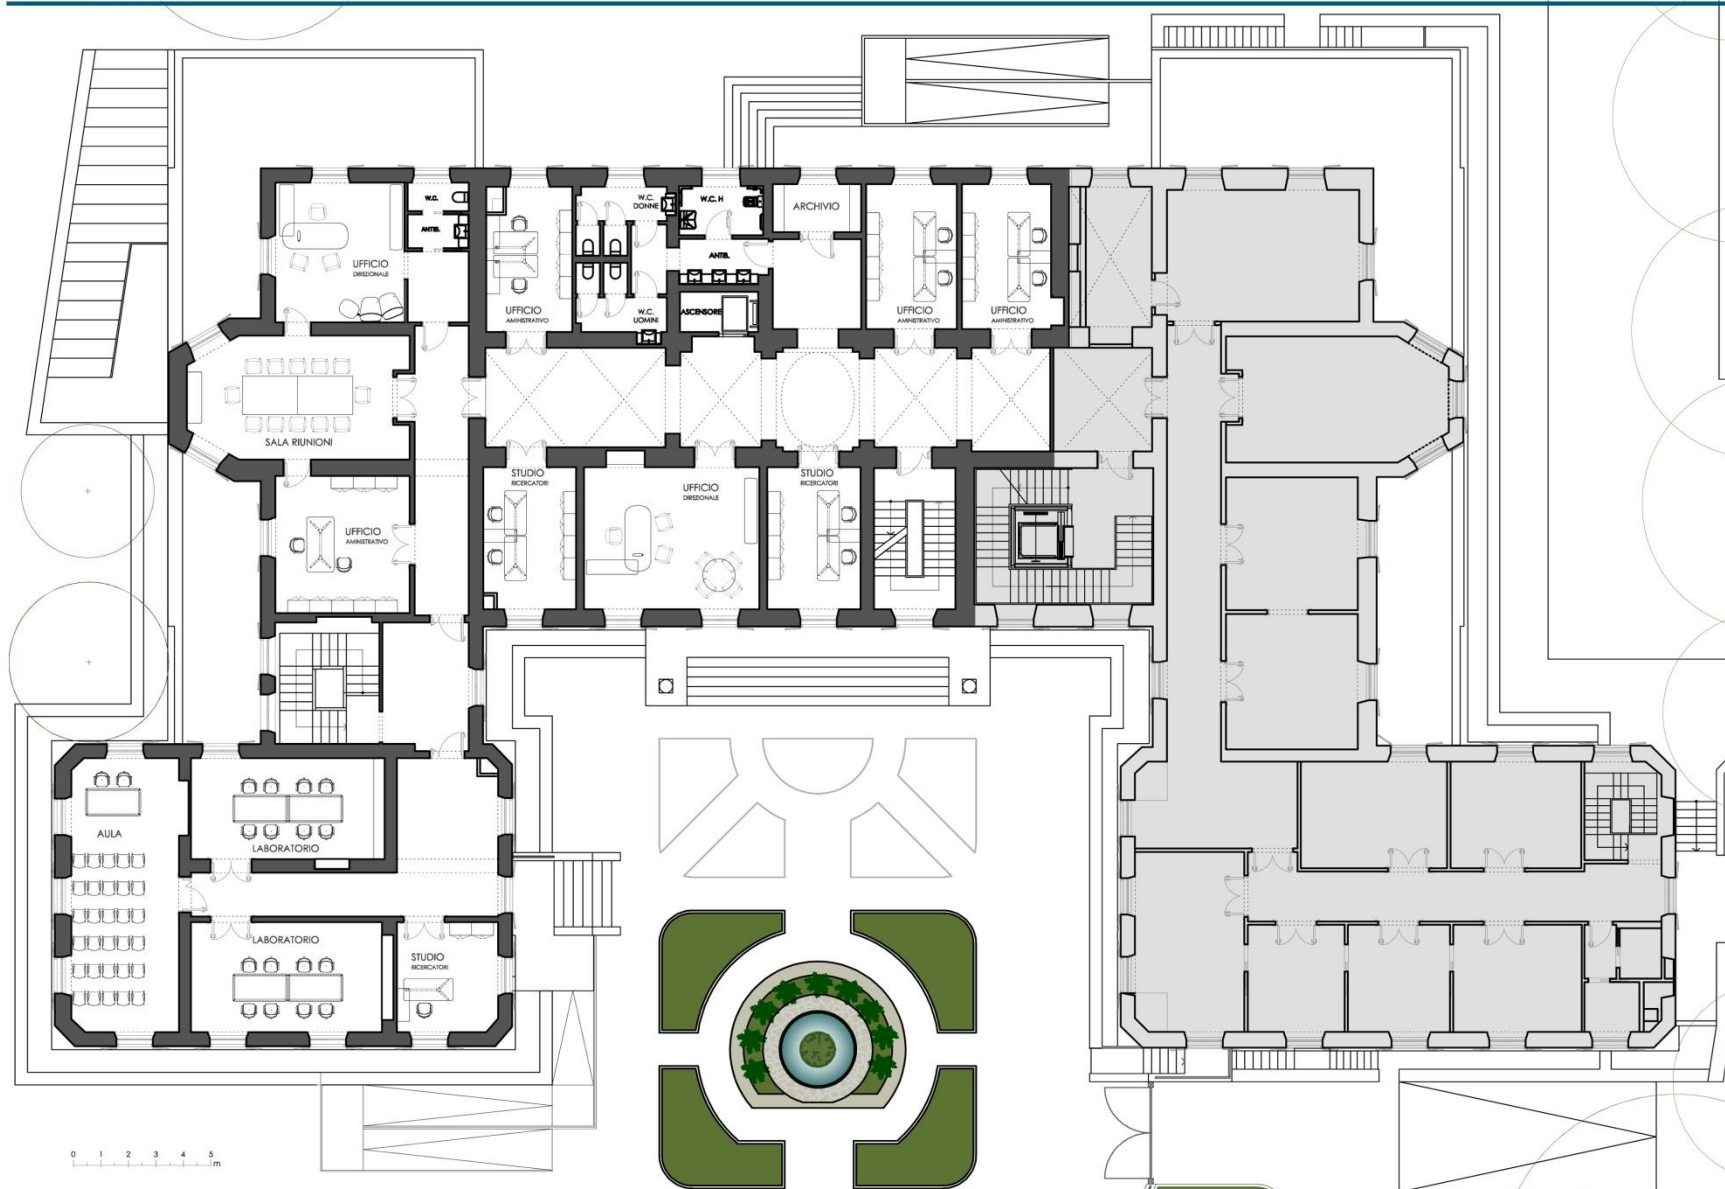 W.C.
W.C.
DONNE
W.C. H
ARCHIVIO
ANTIB.
ANTIB.
UFFICIO
DIREZIONALE
UFFICIO
AMINISTRATIVO
W.C.
UOMINI
ASCENSORE
UFFICIO
AMINISTRATIVO
UFFICIO
AMINISTRATIVO
SALA RIUNIONI
STUDIO
RICERCATORI
UFFICIO
DIREZIONALE
STUDIO
RICERCATORI
UFFICIO
AMINISTRATIVO
AULA
LABORATORIO
LABORATORIO
STUDIO
RICERCATORI
0 1 2 3 4 5
m